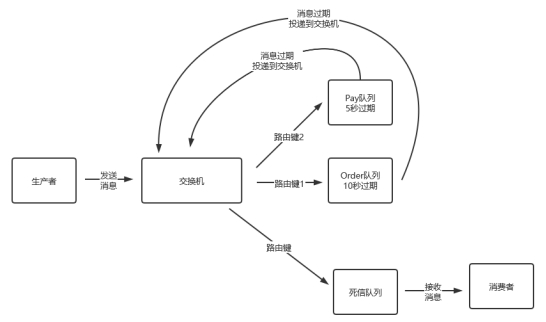 消息过期
投递到交换机
消息过期
投递到交换机
Pay队列
5秒过期
路由键2
生产者
发送
消息
交换机
路由键1
Order队列
10秒过期
路由键
死信队列
接收
消息
消费者